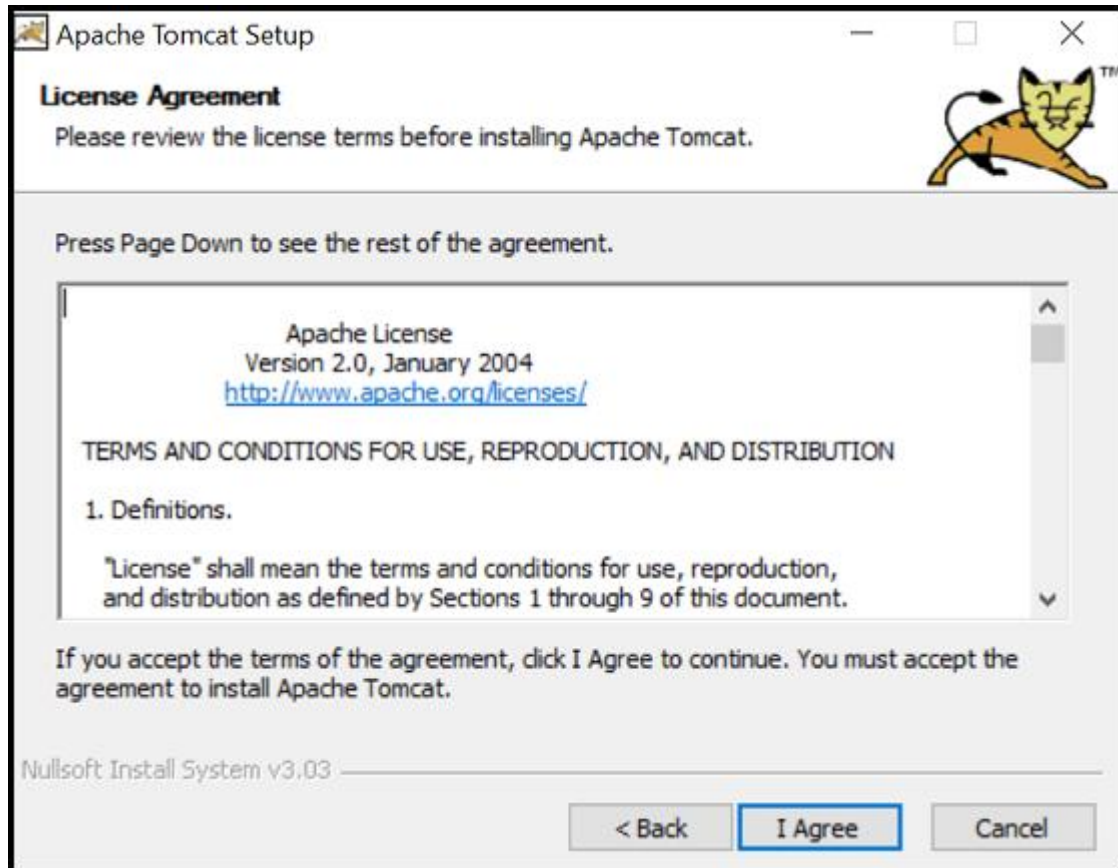 Apache Tomcat Setup
License Agreement
TM
Please review the license terms before installing Apache Tomcat.
Press Page Down to see the rest of the agreement.
Apache License
Version 2.0, January 2004
http://www.apache.org/licenses/
TERMS AND CONDITIONS FOR USE, REPRODUCTION, AND DISTRIBUTION
1. Definitions.
"License" shall mean the terms and conditions for use, reproduction,
and distribution as defined by Sections 1 through 9 of this document.
If you accept the terms of the agreement, click I Agree to continue. You must accept the
agreement to install Apache Tomcat.
Nullsoft Install System v3.03
< Back I Agree Cancel